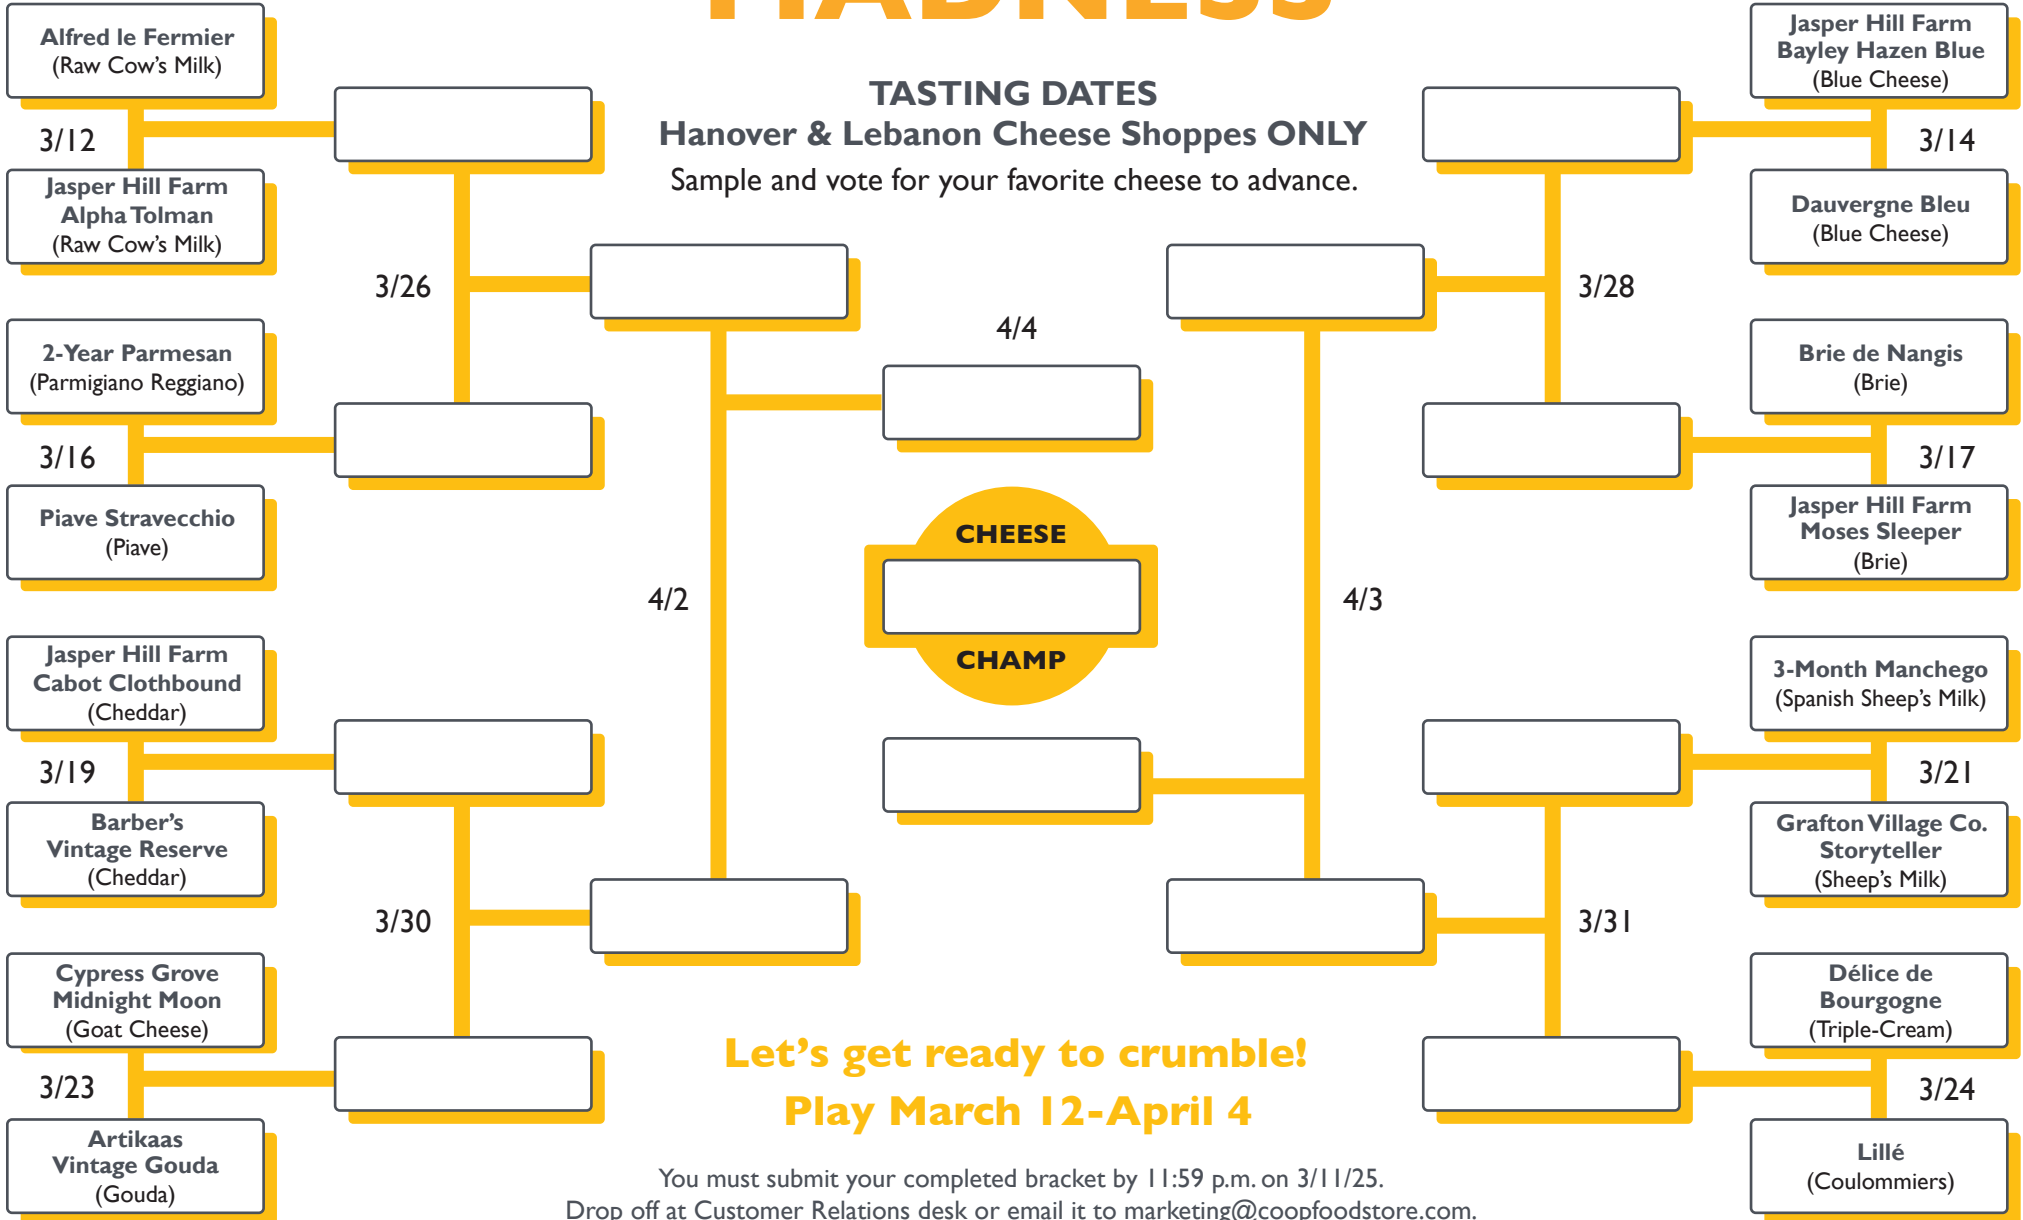 MADNESS
TASTING DATES
Hanover & Lebanon Cheese Shoppes ONLY
Sample and vote for your favorite cheese to advance.
Alfred le Fermier
(Raw Cow's Milk)
3/12
Jasper Hill Farm
Alpha Tolman
(Raw Cow's Milk)
3/26
2-Year Parmesan
(Parmigiano Reggiano)
3/16
Piave Stravecchio
(Piave)
4/2
Jasper Hill Farm
Cabot Clothbound
(Cheddar)
3/19
Barber's
Vintage Reserve
(Cheddar)
3/30
Cypress Grove
Midnight Moon
(Goat Cheese)
3/23
Artikaas
Vintage Gouda
(Gouda)
4/4
CHEESE
CHAMP
Jasper Hill Farm
Bayley Hazen Blue
(Blue Cheese)
3/14
Dauvergne Bleu
(Blue Cheese)
3/28
Brie de Nangis
(Brie)
3/17
Jasper Hill Farm
Moses Sleeper
(Brie)
4/3
3-Month Manchego
(Spanish Sheep's Milk)
3/21
Grafton Village Co.
Storyteller
(Sheep's Milk)
3/31
Délice de
Bourgogne
(Triple-Cream)
3/24
Lillé
(Coulommiers)
Let's get ready to crumble!
Play March 12-April 4
You must submit your completed bracket by 11:59 p.m. on 3/11/25.
Drop off at Customer Relations desk or email it to marketing@coopfoodstore.com.